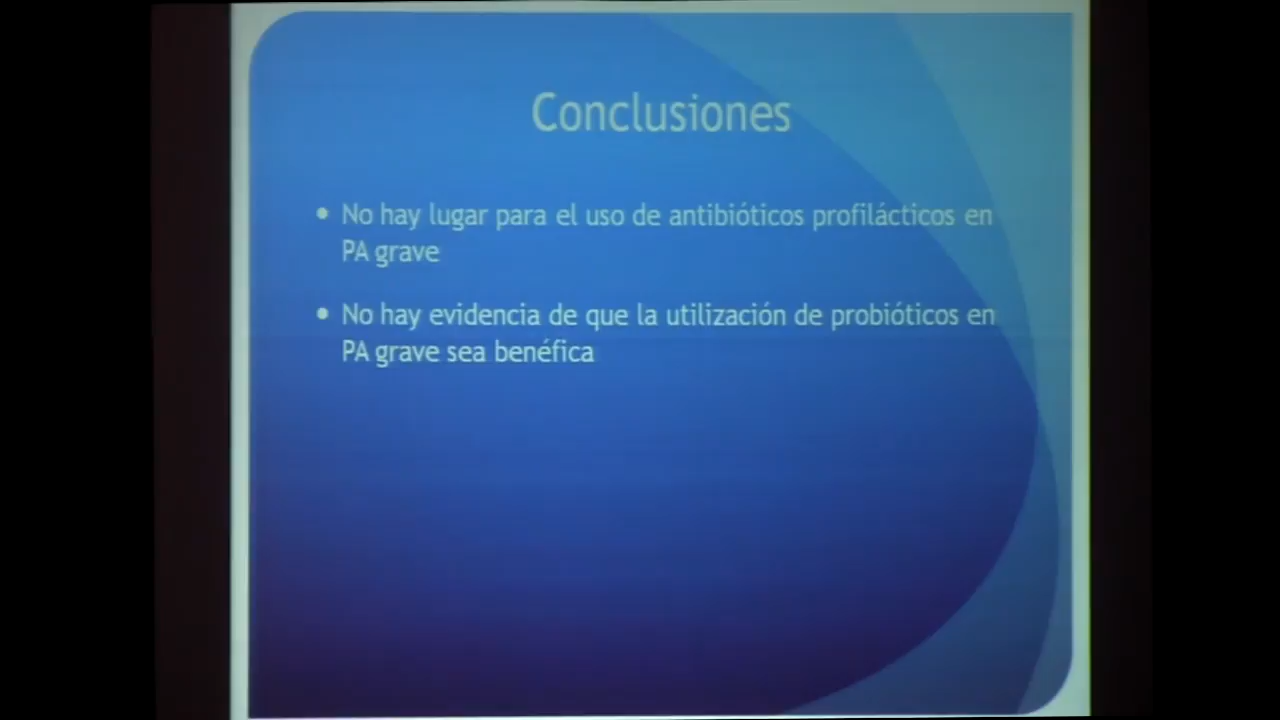 Conclusiones
• No hay lugar para el uso de antibióticos profilácticos en
PA grave
• No hay evidencia de que la utilización de probióticos en
PA grave sea benéfica